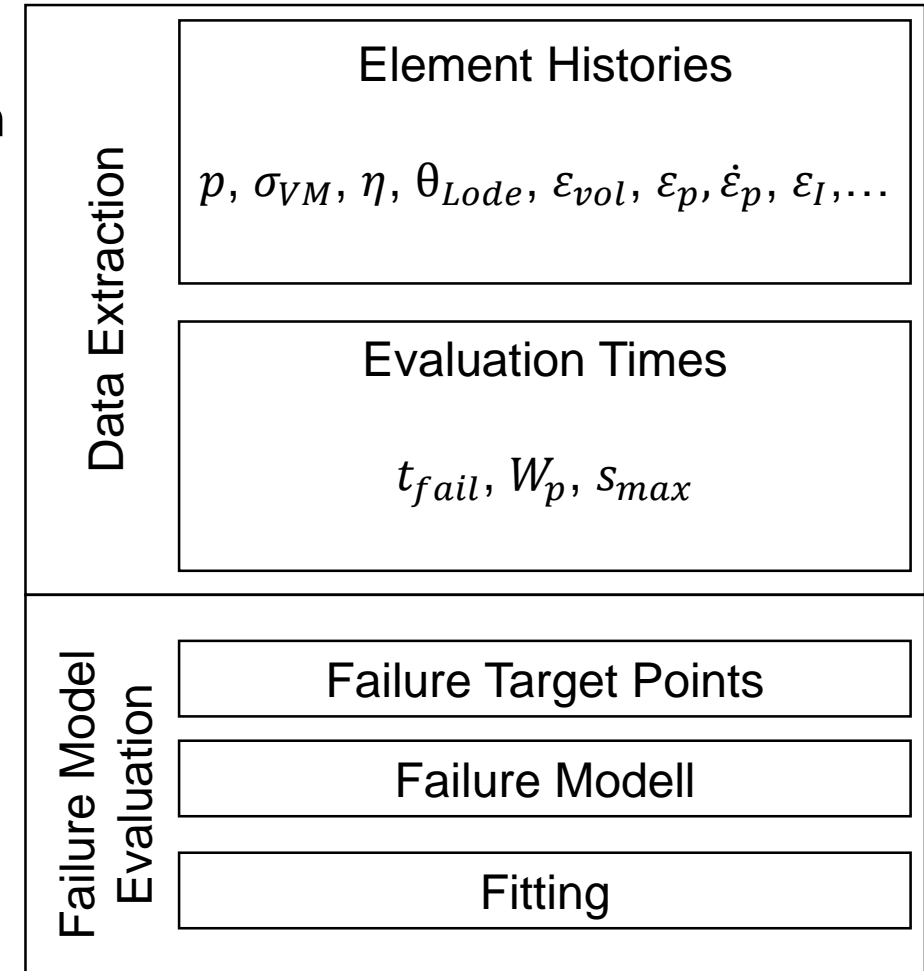 n
Data Extraction
Element Histories
p, σ_VM, η, θ_Lode, ε_vol, ε_p, ε̇_p, ε_I,…
Evaluation Times
t_fail, W_p, s_max
Failure Model
Evaluation
Failure Target Points
Failure Modell
Fitting